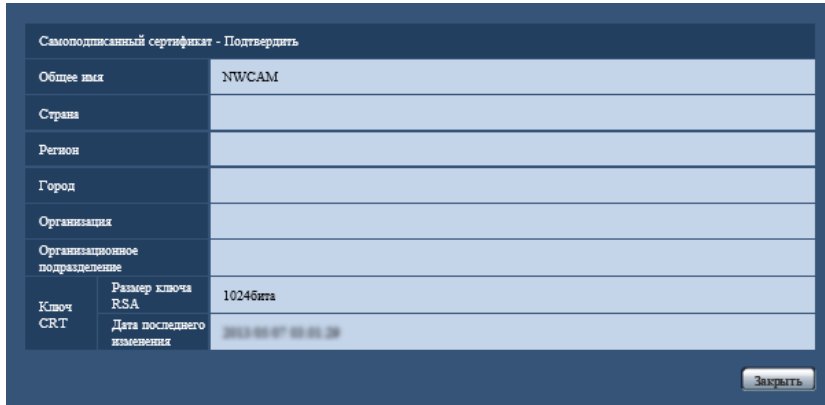 Самоподписанный сертификат - Подтвердить
Общее имя NWCAM
Страна
Регион
Город
Организация
Организационное
подразделение
Ключ
CRT
Размер ключа
RSA
1024бита
Дата последнего
изменения
Закрыть